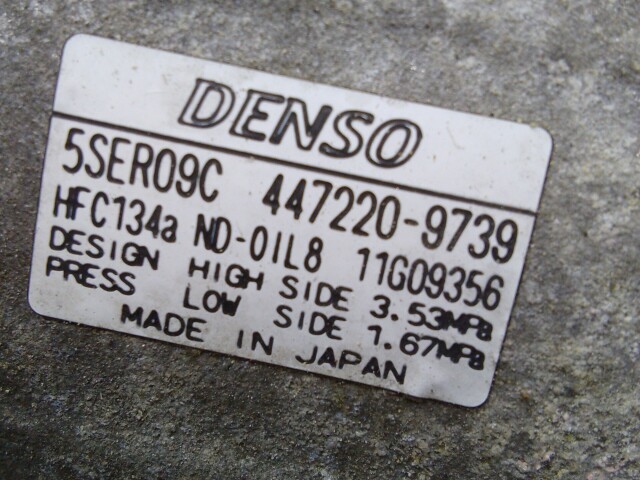 DENSO
5SER09C 447220-9739
HFC134a ND-OIL8 11G09356
DESIGN HIGH SIDE 3.53MPa
PRESS LOW SIDE 1.67MPa
MADE IN JAPAN